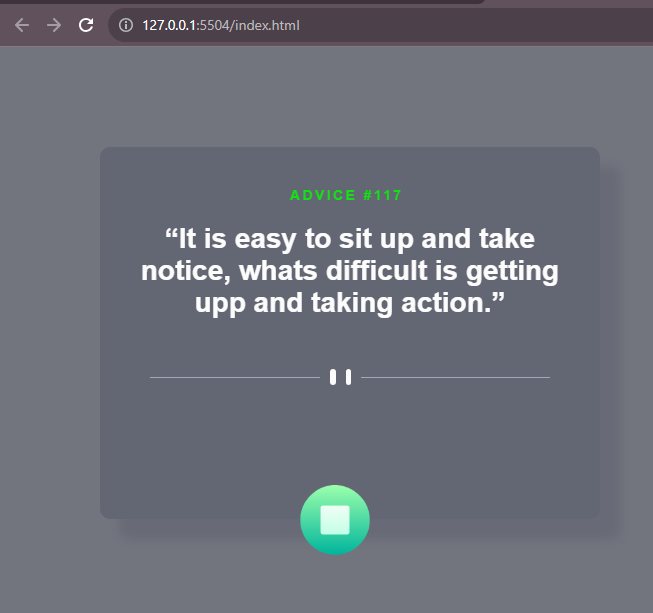 127.0.0.1:5504/index.html
ADVICE #117
“It is easy to sit up and take
notice, whats difficult is getting
upp and taking action.”